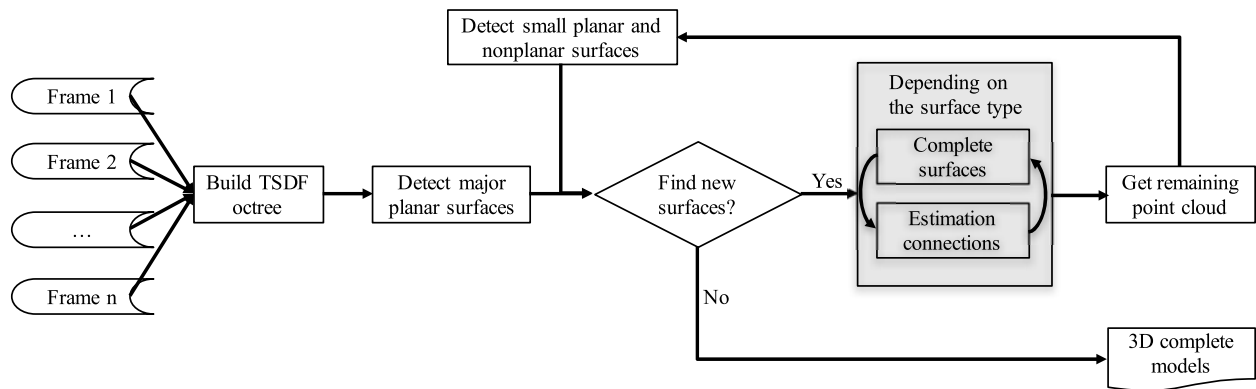 Detect small planar and
nonplanar surfaces
Frame 1
Frame 2
...
Frame n
Build TSDF
octree
Detect major
planar surfaces
Find new
surfaces?
Yes
No
Depending on
the surface type
Complete
surfaces
Estimation
connections
Get remaining
point cloud
3D complete
models